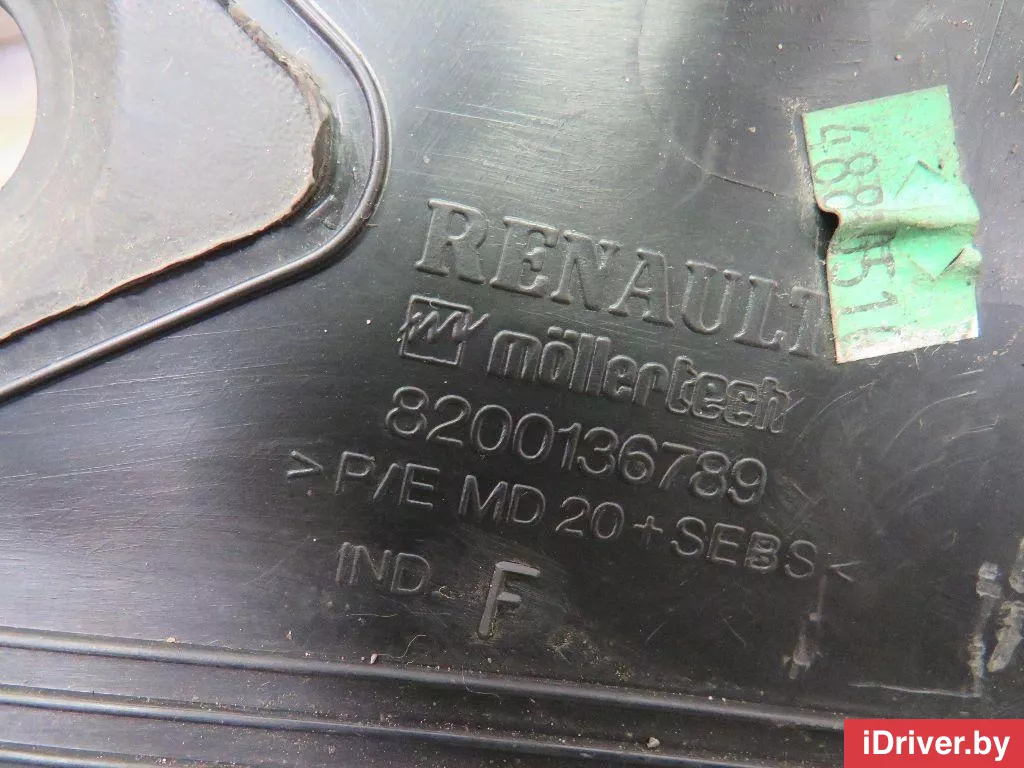 RENAULT
möllertech
8200136789
>P/E MD 20+SEBS<
IND. F
iDriver.by